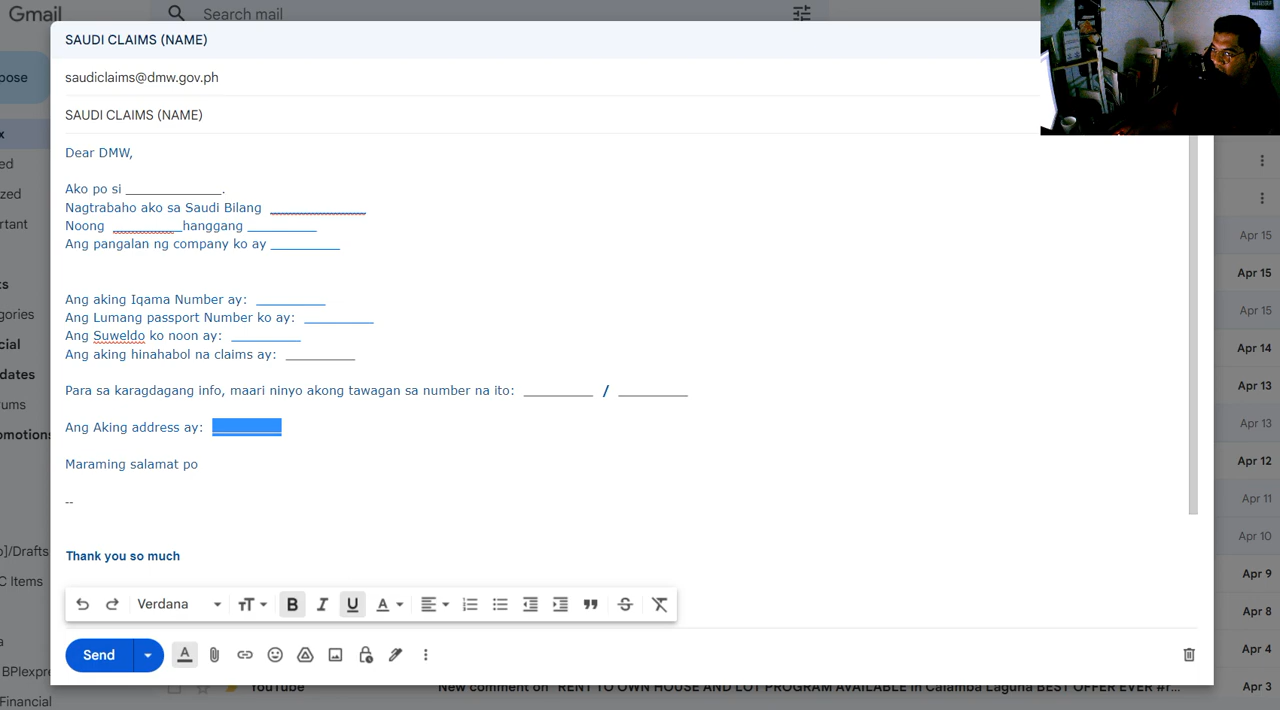 Gmail
Search mail
SAUDI CLAIMS (NAME)
pose
saudiclaims@dmw.gov.ph
SAUDI CLAIMS (NAME)
Dear DMW,
Ako po si ______________.
Nagtrabaho ako sa Saudi Bilang ______________
Noong __________hanggang __________
Ang pangalan ng company ko ay __________
Ang aking Iqama Number ay: __________
Ang Lumang passport Number ko ay: __________
Ang Suweldo ko noon ay: __________
Ang aking hinahabol na claims ay: __________
Para sa karagdagang info, maari ninyo akong tawagan sa number na ito: __________ / __________
Ang Aking address ay: __________
Maraming salamat po
--
Thank you so much
Verdana
B I U A
Send
x
ed
zed
rtant
ts
gories
cial
dates
rums
omotions
o]/Drafts
C Items
a
BPIexpre
Financial
Apr 15
Apr 15
Apr 15
Apr 14
Apr 13
Apr 13
Apr 12
Apr 11
Apr 10
Apr 9
Apr 8
Apr 4
YouTube New comment on "RENT TO OWN HOUSE AND LOT PROGRAM AVAILABLE in Calamba Laguna BEST OFFER EVER #r... Apr 3